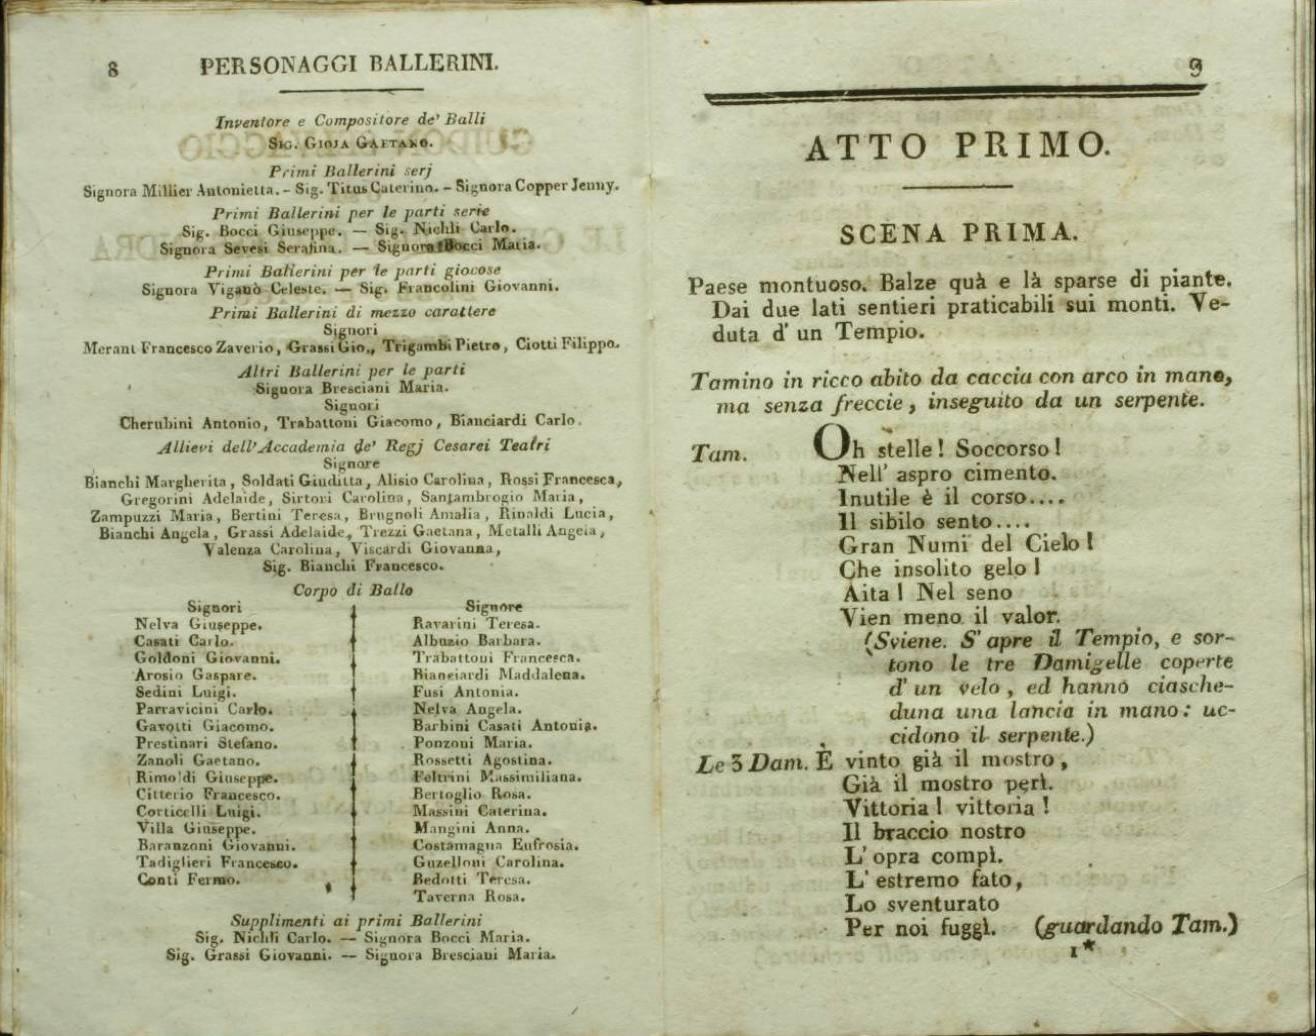 8
PERSONAGGI BALLERINI.
Inventore e Compositore de' Balli
SIG. GIOJA GAETANO.
Primi Ballerini serj
Signora Millier Antonietta. - Sig. Titus Caterino. - Signora Copper Jenny.
Primi Ballerini per le parti serie
Sig. Bocci Giuseppe. — Sig. Nichli Carlo.
Signora Sevesi Serafina. — Signora Bocci Maria.
Primi Ballerini per le parti giocose
Signora Viganò Celeste. — Sig. Francolini Giovanni.
Primi Ballerini di mezzo carattere
Signori
Merant Francesco Zaverio, Grassi Gio., Trigambi Pietro, Ciotti Filippo.
Altri Ballerini per le parti
Signora Bresciani Maria.
Signori
Cherubini Antonio, Trabattoni Giacomo, Bianciardi Carlo.
Allievi dell'Accademia de' Regj Cesarei Teatri
Signore
Bianchi Margherita, Soldati Giuditta, Alisio Carolina, Rossi Francesca,
Gregorini Adelaide, Sirtori Carolina, Santambrogio Maria,
Zampuzzi Maria, Bertini Teresa, Brugnoli Amalia, Rinaldi Lucia,
Bianchi Angela, Grassi Adelaide, Trezzi Gaetana, Metalli Angela,
Valenza Carolina, Viscardi Giovanna,
Sig. Bianchi Francesco.
Corpo di Ballo
Signori
Nelva Giuseppe.
Casati Carlo.
Goldoni Giovanni.
Arosio Gaspare.
Sedini Luigi.
Parravicini Carlo.
Gavotti Giacomo.
Prestinari Stefano.
Zanoli Gaetano.
Rimoldi Giuseppe.
Citterio Francesco.
Corticelli Luigi.
Villa Giuseppe.
Baranzoni Giovanni.
Tadiglieri Francesco.
Conti Fermo.
Signore
Ravarini Teresa.
Albuzio Barbara.
Trabattoni Francesca.
Bianciardi Maddalena.
Fusi Antonia.
Nelva Angela.
Barbini Casati Antonia.
Ponzoni Maria.
Rossetti Agostina.
Feltrini Massimiliana.
Bertoglio Rosa.
Massini Caterina.
Mangini Anna.
Costamagna Eufrosia.
Guzelloni Carolina.
Bedotti Teresa.
Taverna Rosa.
Supplimenti ai primi Ballerini
Sig. Nichli Carlo. — Signora Bocci Maria.
Sig. Grassi Giovanni. — Signora Bresciani Maria.
9
ATTO PRIMO.
SCENA PRIMA.
Paese montuoso. Balze quà e là sparse di piante.
Dai due lati sentieri praticabili sui monti. Ve-
duta d' un Tempio.
Tamino in ricco abito da caccia con arco in mano,
ma senza freccie, inseguito da un serpente.
Tam. Oh stelle! Soccorso!
Nell' aspro cimento.
Inutile è il corso....
Il sibilo sento....
Gran Numi del Cielo!
Che insolito gelo!
Aita! Nel seno
Vien meno il valor.
(Sviene. S' apre il Tempio, e sor-
tono le tre Damigelle coperte
d' un velo, ed hanno ciasche-
duna una lancia in mano: uc-
cidono il serpente.)
Le 3 Dam. È vinto già il mostro,
Già il mostro perì.
Vittoria! vittoria!
Il braccio nostro
L' opra compì.
L' estremo fato,
Lo sventurato
Per noi fuggì. (guardando Tam.)
1*